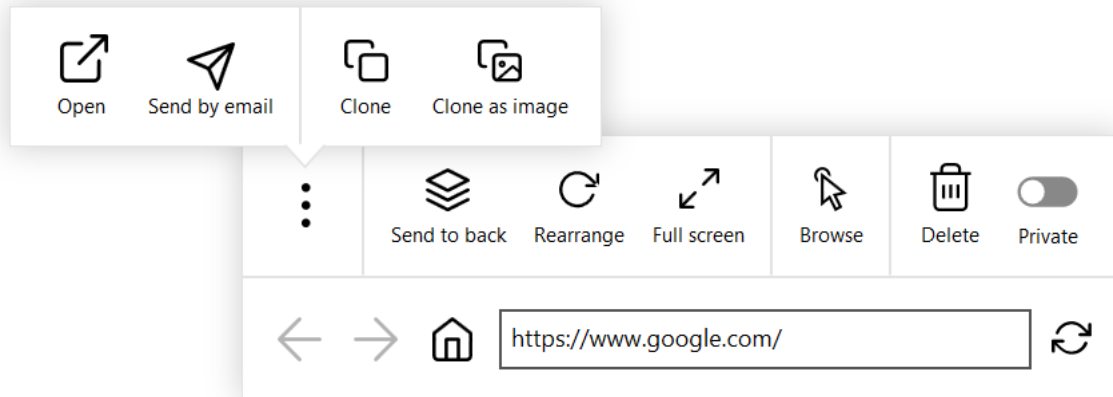 Open
Send by email
Clone
Clone as image
Send to back
Rearrange
Full screen
Browse
Delete
Private
https://www.google.com/